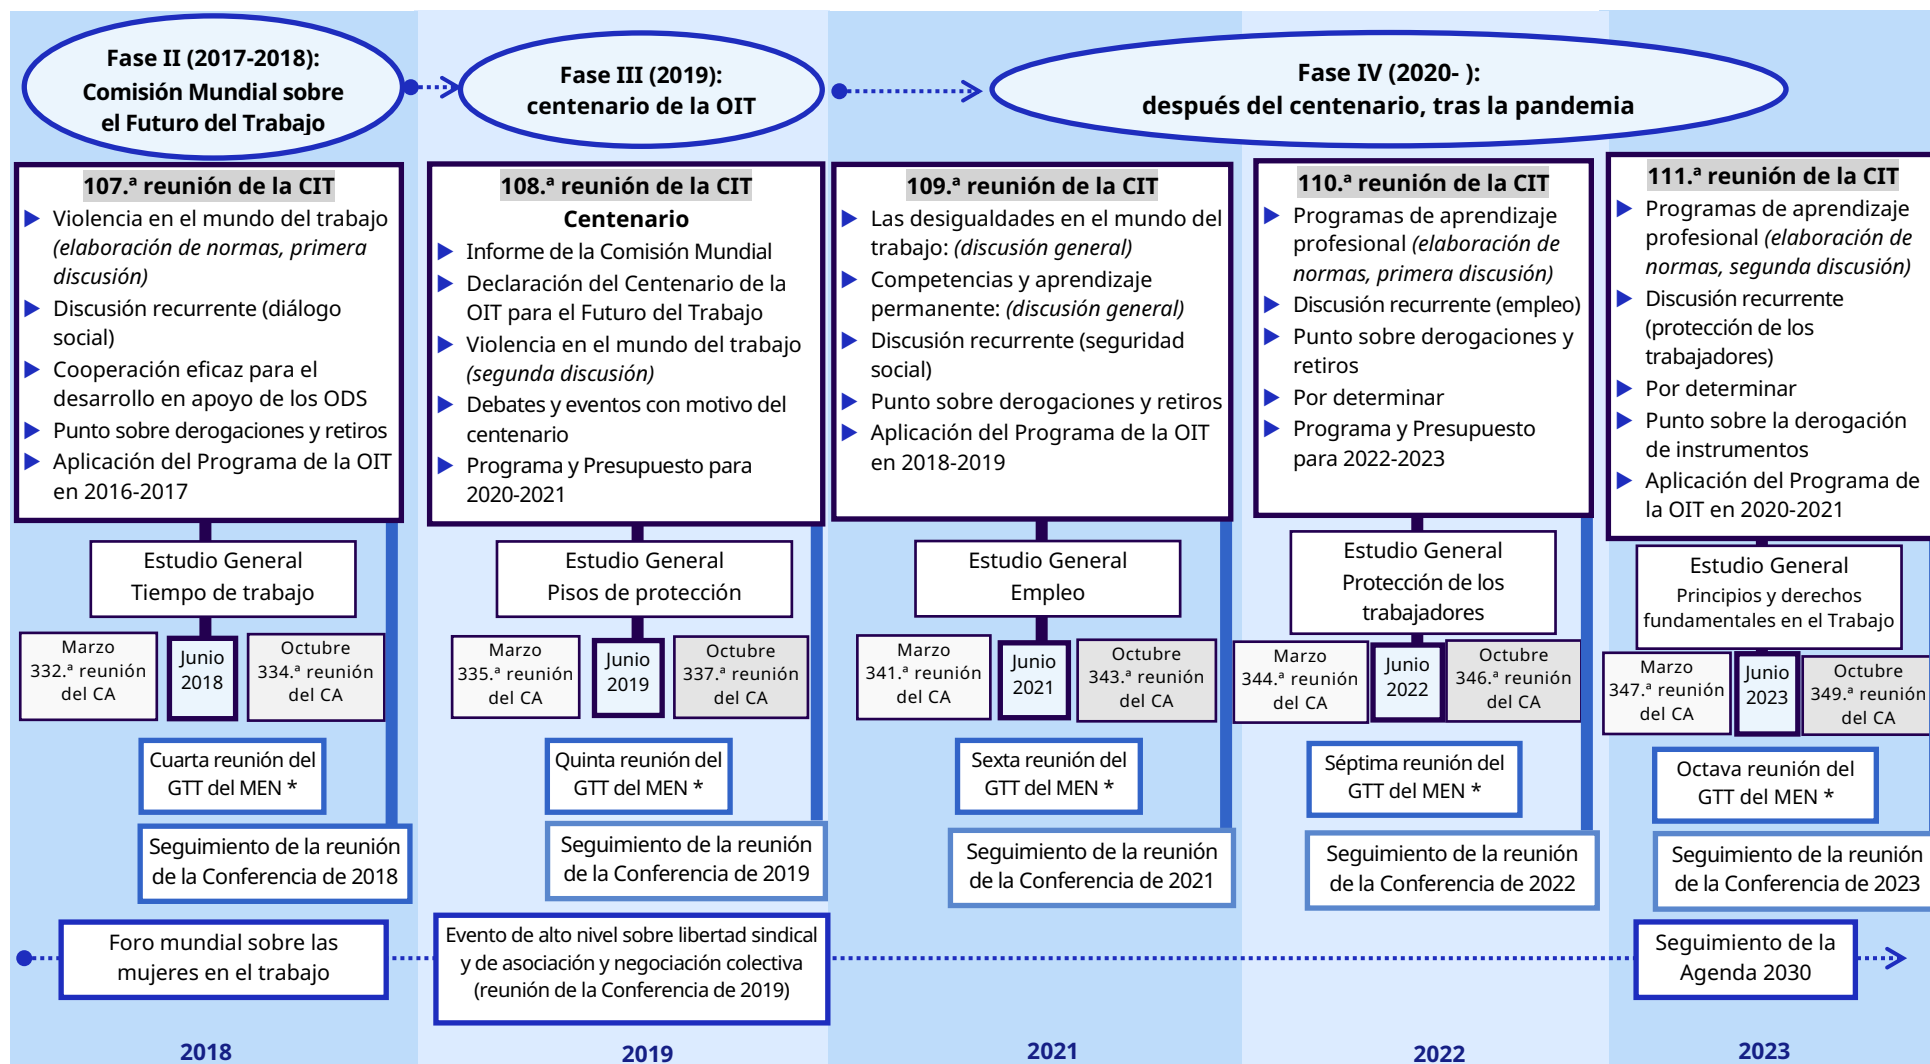 Fase II (2017-2018):
Comisión Mundial sobre
el Futuro del Trabajo
Fase III (2019):
centenario de la OIT
Fase IV (2020- ):
después del centenario, tras la pandemia
107.ª reunión de la CIT
Violencia en el mundo del trabajo
(elaboración de normas, primera
discusión)
Discusión recurrente (diálogo
social)
Cooperación eficaz para el
desarrollo en apoyo de los ODS
Punto sobre derogaciones y retiros
Aplicación del Programa de la OIT
en 2016-2017
108.ª reunión de la CIT
Centenario
Informe de la Comisión Mundial
Declaración del Centenario de la
OIT para el Futuro del Trabajo
Violencia en el mundo del trabajo
(segunda discusión)
Debates y eventos con motivo del
centenario
Programa y Presupuesto para
2020-2021
109.ª reunión de la CIT
Las desigualdades en el mundo del
trabajo: (discusión general)
Competencias y aprendizaje
permanente: (discusión general)
Discusión recurrente (seguridad
social)
Punto sobre derogaciones y retiros
Aplicación del Programa de la OIT
en 2018-2019
110.ª reunión de la CIT
Programas de aprendizaje
profesional (elaboración de
normas, primera discusión)
Discusión recurrente (empleo)
Punto sobre derogaciones y
retiros
Por determinar
Programa y Presupuesto
para 2022-2023
111.ª reunión de la CIT
Programas de aprendizaje
profesional (elaboración de
normas, segunda discusión)
Discusión recurrente
(protección de los
trabajadores)
Por determinar
Punto sobre la derogación
de instrumentos
Aplicación del Programa de
la OIT en 2020-2021
Estudio General
Tiempo de trabajo
Estudio General
Pisos de protección
Estudio General
Empleo
Estudio General
Protección de los
trabajadores
Estudio General
Principios y derechos
fundamentales en el Trabajo
Marzo
332.ª reunión
del CA
Junio
2018
Octubre
334.ª reunión
del CA
Marzo
335.ª reunión
del CA
Junio
2019
Octubre
337.ª reunión
del CA
Marzo
341.ª reunión
del CA
Junio
2021
Octubre
343.ª reunión
del CA
Marzo
344.ª reunión
del CA
Junio
2022
Octubre
346.ª reunión
del CA
Marzo
347.ª reunión
del CA
Junio
2023
Octubre
349.ª reunión
del CA
Cuarta reunión del
GTT del MEN *
Quinta reunión del
GTT del MEN *
Sexta reunión del
GTT del MEN *
Séptima reunión del
GTT del MEN *
Octava reunión del
GTT del MEN *
Seguimiento de la reunión
de la Conferencia de 2018
Seguimiento de la reunión
de la Conferencia de 2019
Seguimiento de la reunión
de la Conferencia de 2021
Seguimiento de la reunión
de la Conferencia de 2022
Seguimiento de la reunión
de la Conferencia de 2023
Foro mundial sobre las
mujeres en el trabajo
Evento de alto nivel sobre libertad sindical
y de asociación y negociación colectiva
(reunión de la Conferencia de 2019)
Seguimiento de la
Agenda 2030
2018
2019
2021
2022
2023